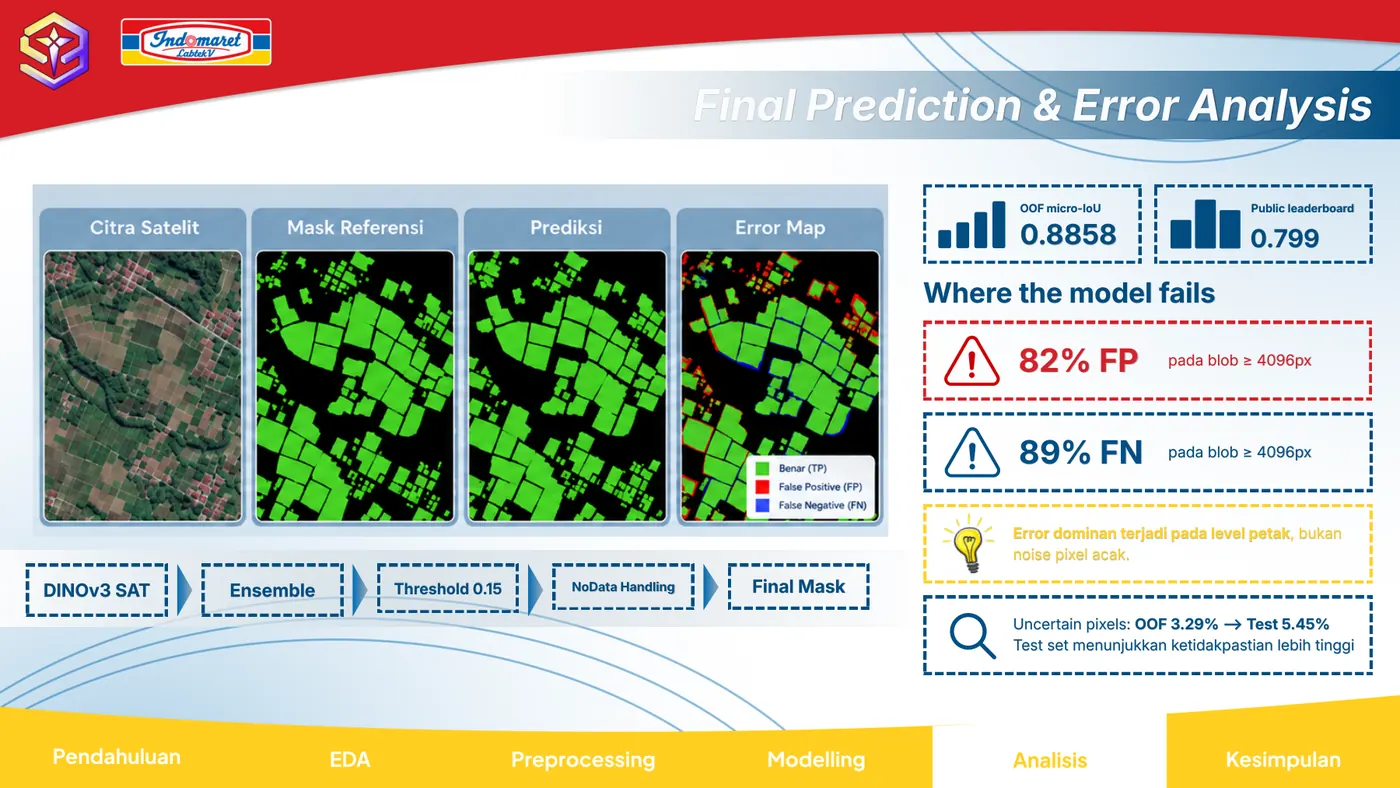 Indomaret
Labtek V
Final Prediction & Error Analysis
Citra Satelit
Mask Referensi
Prediksi
Error Map
Benar (TP)
False Positive (FP)
False Negative (FN)
DINOv3 SAT
Ensemble
Threshold 0.15
NoData Handling
Final Mask
OOF micro-IoU
0.8858
Public leaderboard
0.799
Where the model fails
82% FP
pada blob ≥ 4096px
89% FN
pada blob ≥ 4096px
Error dominan terjadi pada level petak, bukan
noise pixel acak.
Uncertain pixels: OOF 3.29% → Test 5.45%
Test set menunjukkan ketidakpastian lebih tinggi
Pendahuluan
EDA
Preprocessing
Modelling
Analisis
Kesimpulan